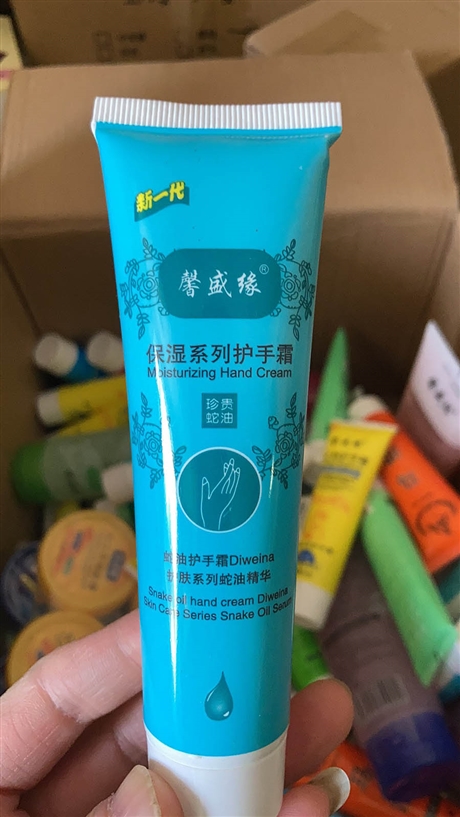 新一代
馨盛缘®
保湿系列护手霜
Moisturizing Hand Cream
珍贵
蛇油
蛇油护手霜Diweina
护肤系列蛇油精华
Snake oil hand cream Diweina
Skin Care Series Snake Oil Serum